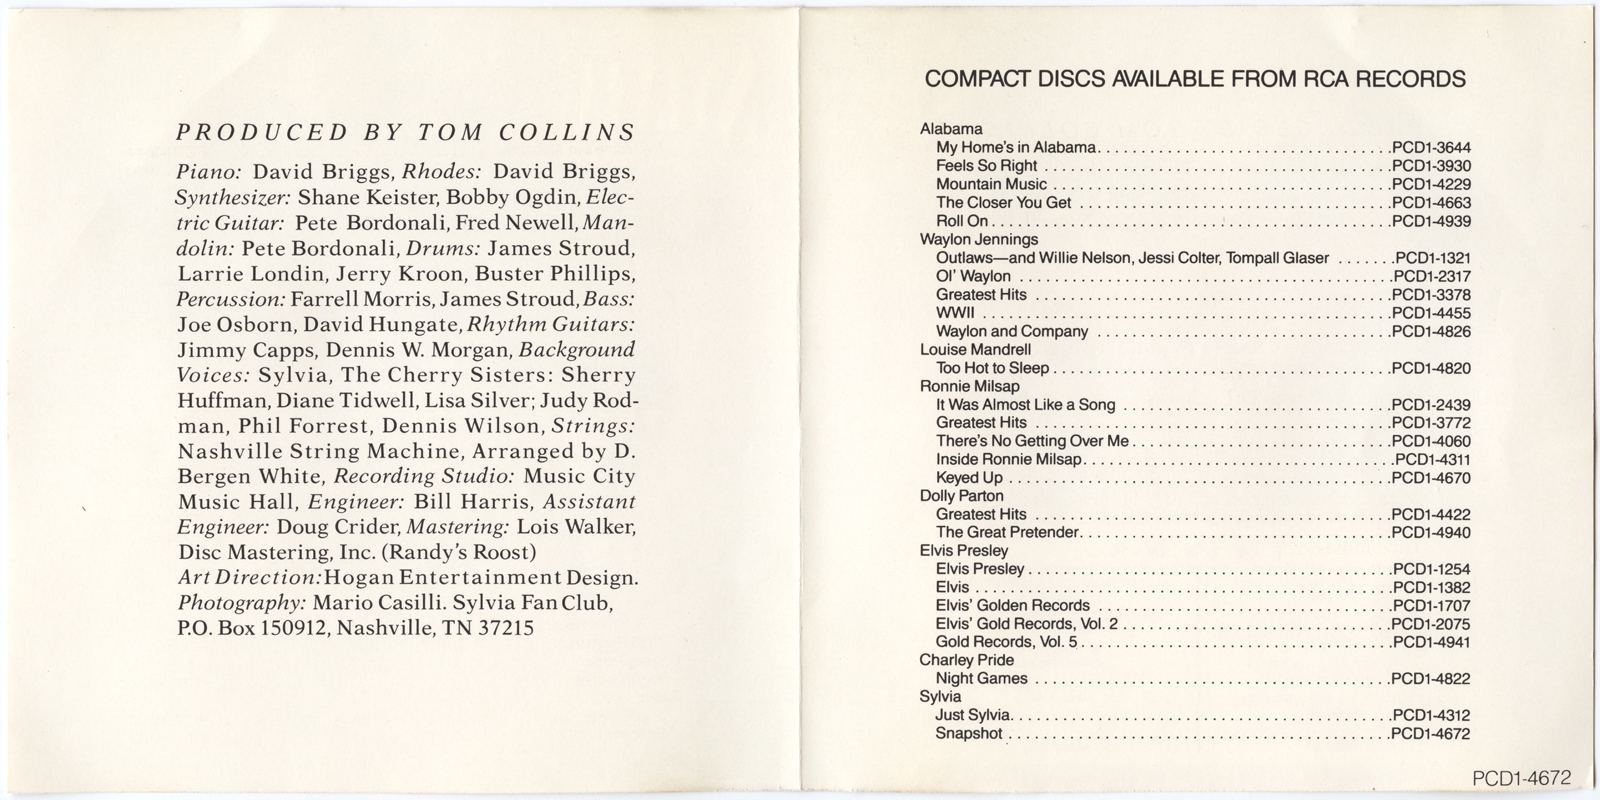 PRODUCED BY TOM COLLINS
Piano: David Briggs, Rhodes: David Briggs,
Synthesizer: Shane Keister, Bobby Ogdin, Elec-
tric Guitar: Pete Bordonali, Fred Newell, Man-
dolin: Pete Bordonali, Drums: James Stroud,
Larrie Londin, Jerry Kroon, Buster Phillips,
Percussion: Farrell Morris, James Stroud, Bass:
Joe Osborn, David Hungate, Rhythm Guitars:
Jimmy Capps, Dennis W. Morgan, Background
Voices: Sylvia, The Cherry Sisters: Sherry
Huffman, Diane Tidwell, Lisa Silver; Judy Rod-
man, Phil Forrest, Dennis Wilson, Strings:
Nashville String Machine, Arranged by D.
Bergen White, Recording Studio: Music City
Music Hall, Engineer: Bill Harris, Assistant
Engineer: Doug Crider, Mastering: Lois Walker,
Disc Mastering, Inc. (Randy's Roost)
Art Direction: Hogan Entertainment Design.
Photography: Mario Casilli. Sylvia Fan Club,
P.O. Box 150912, Nashville, TN 37215
COMPACT DISCS AVAILABLE FROM RCA RECORDS
Alabama
My Home's in Alabama. . . . . . . . . . PCD1-3644
Feels So Right . . . . . . . . . . PCD1-3930
Mountain Music . . . . . . . . . . PCD1-4229
The Closer You Get . . . . . . . . . . PCD1-4663
Roll On . . . . . . . . . . PCD1-4939
Waylon Jennings
Outlaws—and Willie Nelson, Jessi Colter, Tompall Glaser . . . . . . . PCD1-1321
Ol' Waylon . . . . . . . . . . PCD1-2317
Greatest Hits . . . . . . . . . . PCD1-3378
WWII . . . . . . . . . . PCD1-4455
Waylon and Company . . . . . . . . . . PCD1-4826
Louise Mandrell
Too Hot to Sleep . . . . . . . . . . PCD1-4820
Ronnie Milsap
It Was Almost Like a Song . . . . . . . . . . PCD1-2439
Greatest Hits . . . . . . . . . . PCD1-3772
There's No Getting Over Me . . . . . . . . . . PCD1-4060
Inside Ronnie Milsap. . . . . . . . . . PCD1-4311
Keyed Up . . . . . . . . . . PCD1-4670
Dolly Parton
Greatest Hits . . . . . . . . . . PCD1-4422
The Great Pretender. . . . . . . . . . PCD1-4940
Elvis Presley
Elvis Presley . . . . . . . . . . PCD1-1254
Elvis . . . . . . . . . . PCD1-1382
Elvis' Golden Records . . . . . . . . . . PCD1-1707
Elvis' Gold Records, Vol. 2 . . . . . . . . . . PCD1-2075
Gold Records, Vol. 5 . . . . . . . . . . PCD1-4941
Charley Pride
Night Games . . . . . . . . . . PCD1-4822
Sylvia
Just Sylvia. . . . . . . . . . PCD1-4312
Snapshot . . . . . . . . . . PCD1-4672
PCD1-4672